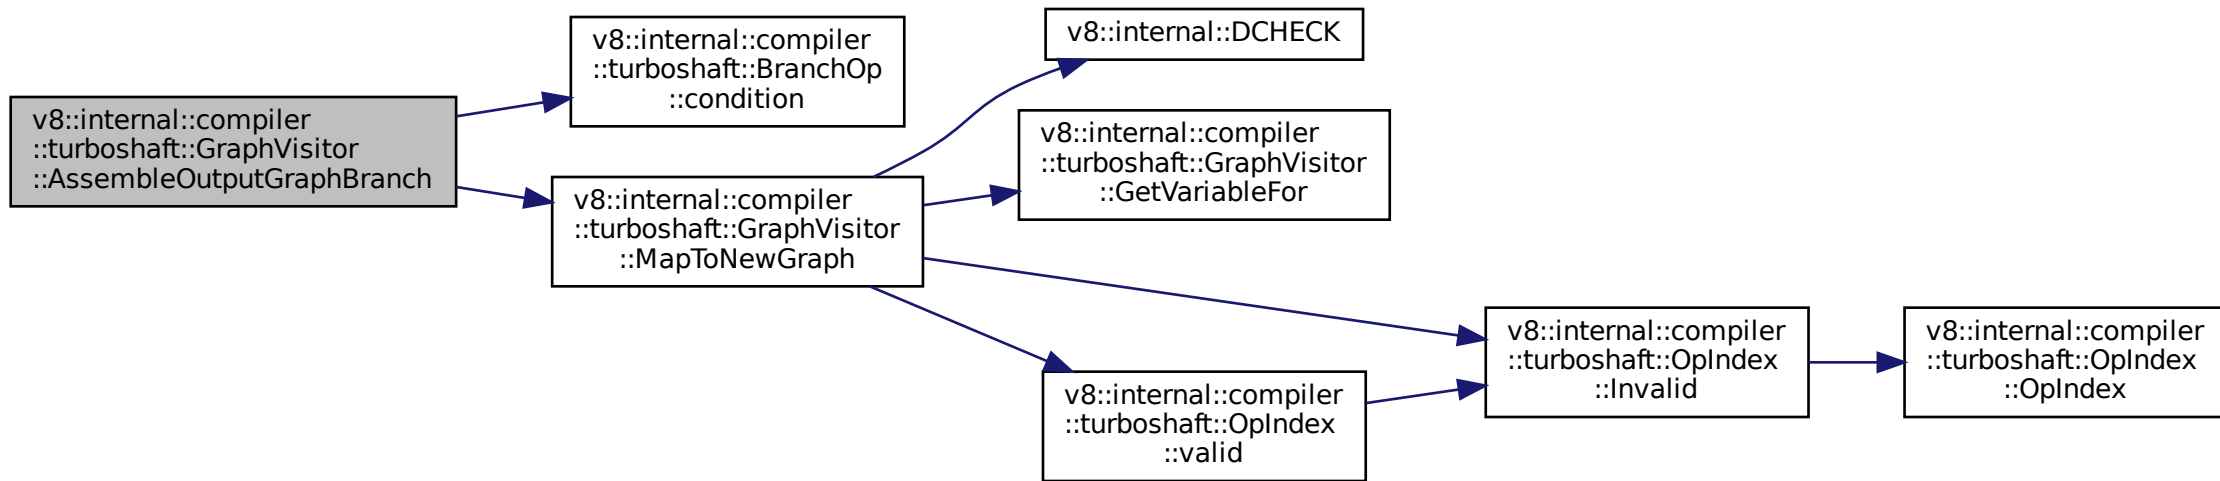 v8::internal::compiler
::turboshaft::GraphVisitor
::AssembleOutputGraphBranch
v8::internal::compiler
::turboshaft::BranchOp
::condition
v8::internal::compiler
::turboshaft::GraphVisitor
::MapToNewGraph
v8::internal::DCHECK
v8::internal::compiler
::turboshaft::GraphVisitor
::GetVariableFor
v8::internal::compiler
::turboshaft::OpIndex
::valid
v8::internal::compiler
::turboshaft::OpIndex
::Invalid
v8::internal::compiler
::turboshaft::OpIndex
::OpIndex